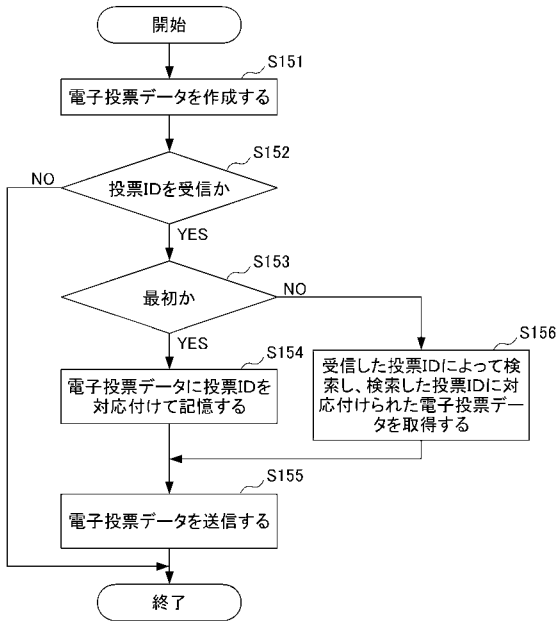 開始
S151
電子投票データを作成する
S152
NO
投票IDを受信か
YES
S153
NO
最初か
YES
S154
S156
電子投票データに投票IDを
対応付けて記憶する
受信した投票IDによって検
索し、検索した投票IDに対
応付けられた電子投票デー
タを取得する
S155
電子投票データを送信する
終了